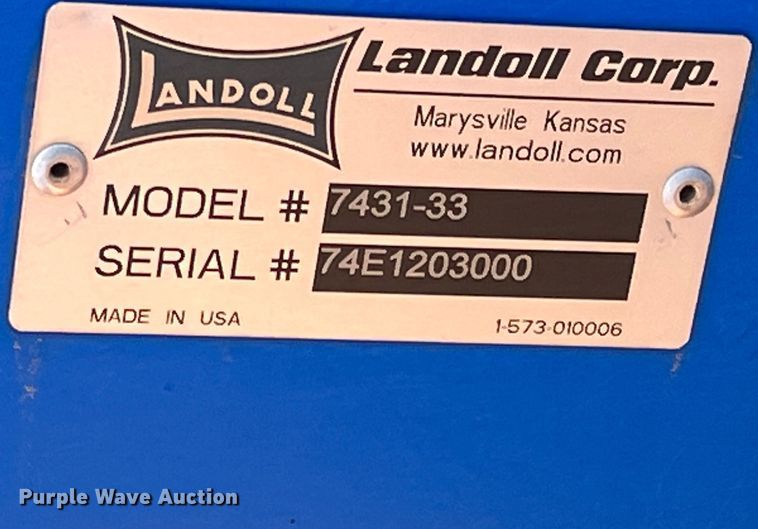 LANDOLL
Landoll Corp.
Marysville Kansas
www.landoll.com
MODEL # 7431-33
SERIAL # 74E1203000
MADE IN USA
1-573-010006
Purple Wave Auction